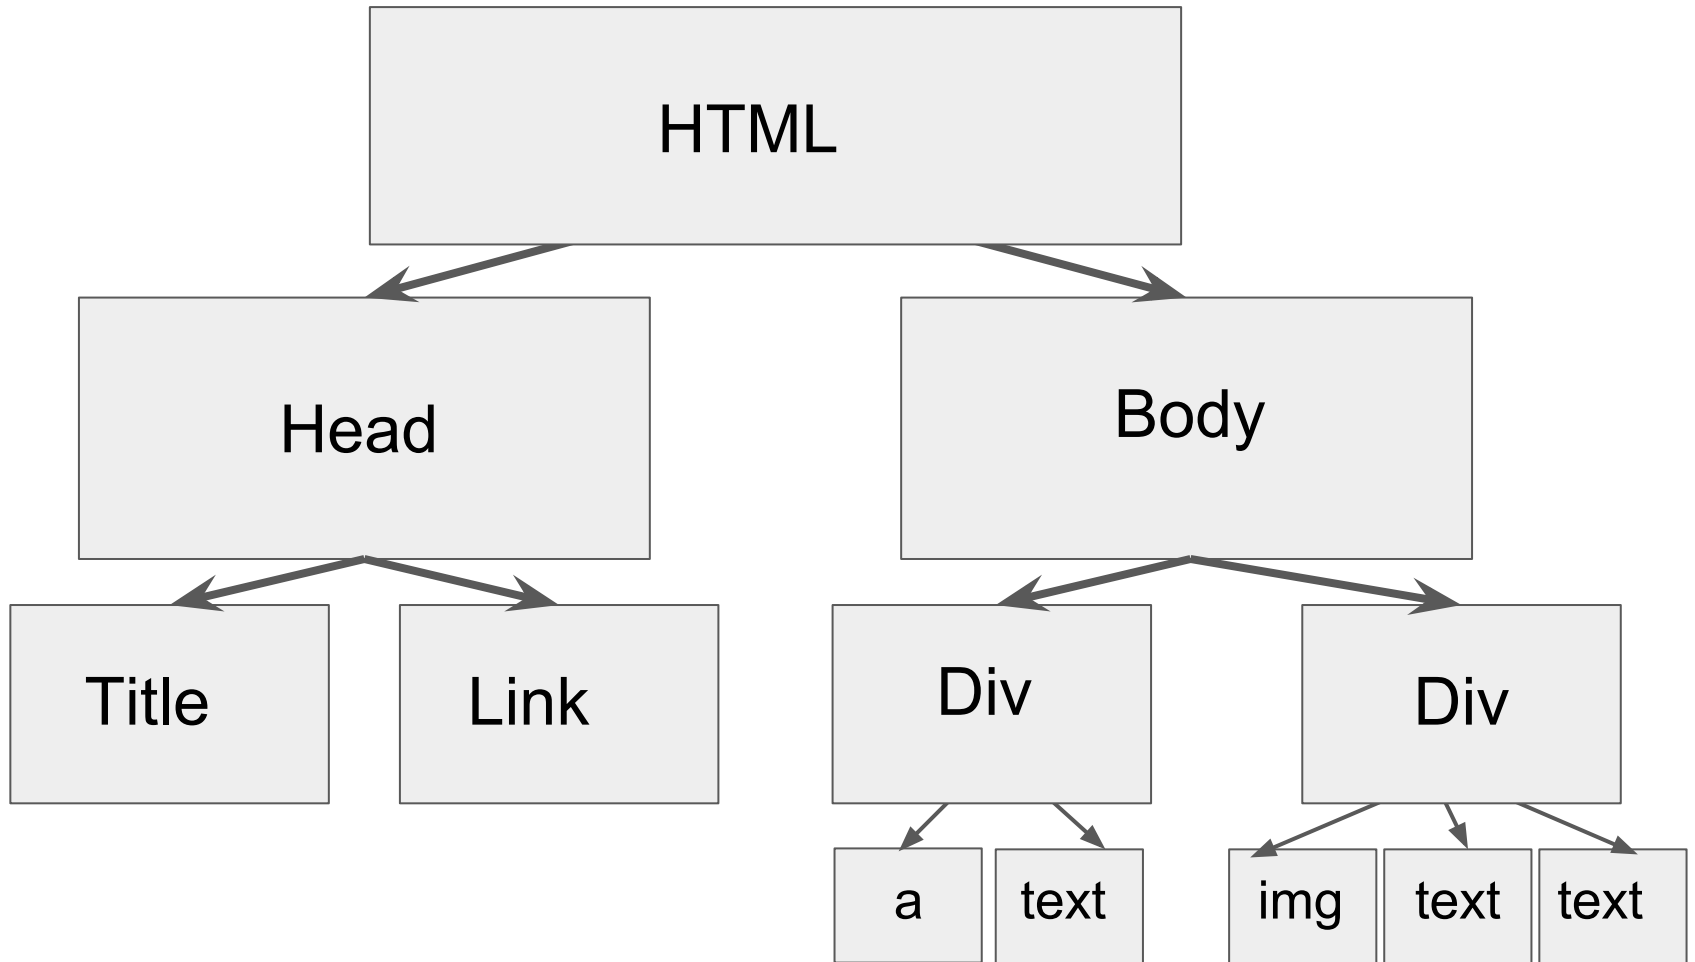 HTML
Head
Body
Title
Link
Div
Div
a
text
img
text
text